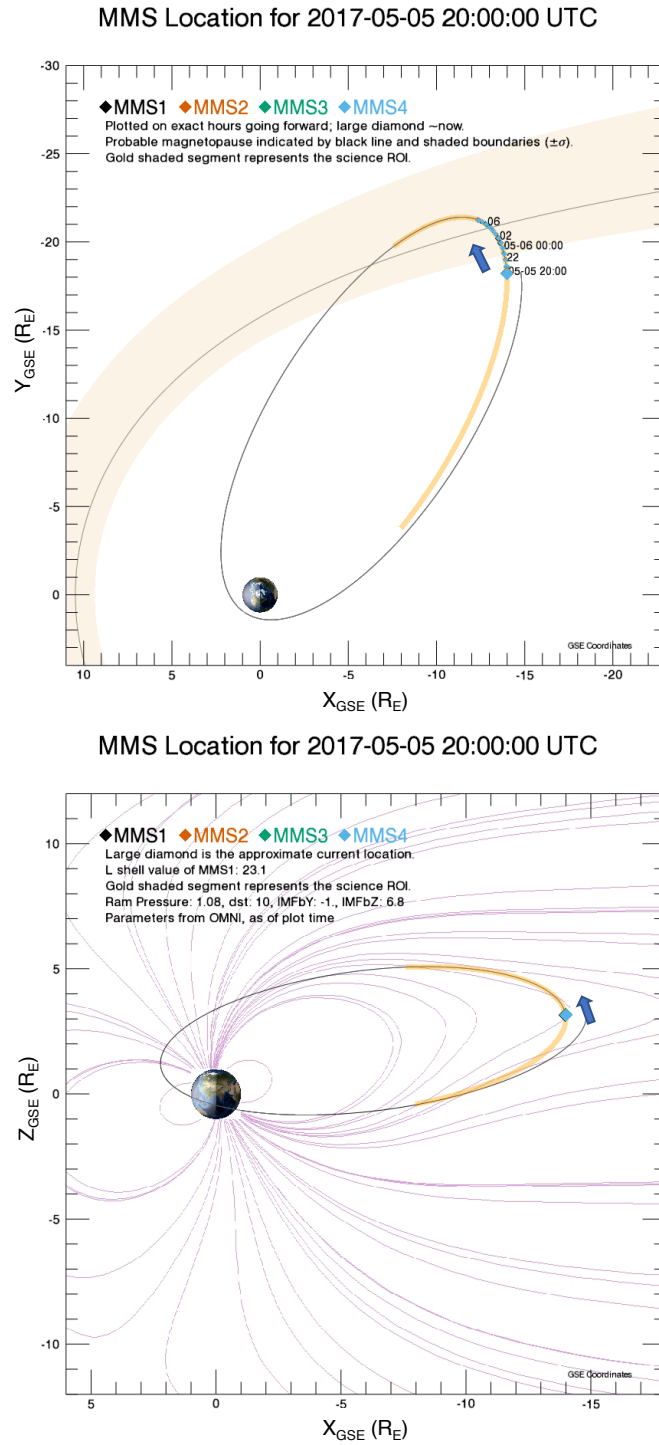 MMS Location for 2017-05-05 20:00:00 UTC
-30
◆MMS1 ◆MMS2 ◆MMS3 ◆MMS4
Plotted on exact hours going forward; large diamond ~now.
Probable magnetopause indicated by black line and shaded boundaries (±σ).
Gold shaded segment represents the science ROI.
-25
-20
06
02
05-06 00:00
22
05-05 20:00
-15
Y_GSE (R_E)
-10
-5
0
GSE Coordinates
10 5 0 -5 -10 -15 -20
X_GSE (R_E)
MMS Location for 2017-05-05 20:00:00 UTC
◆MMS1 ◆MMS2 ◆MMS3 ◆MMS4
10
Large diamond is the approximate current location.
L shell value of MMS1: 23.1
Gold shaded segment represents the science ROI.
Ram Pressure: 1.08, dst: 10, IMFbY: -1., IMFbZ: 6.8
Parameters from OMNI, as of plot time
5
Z_GSE (R_E)
0
-5
-10
GSE Coordinates
5 0 -5 -10 -15
X_GSE (R_E)